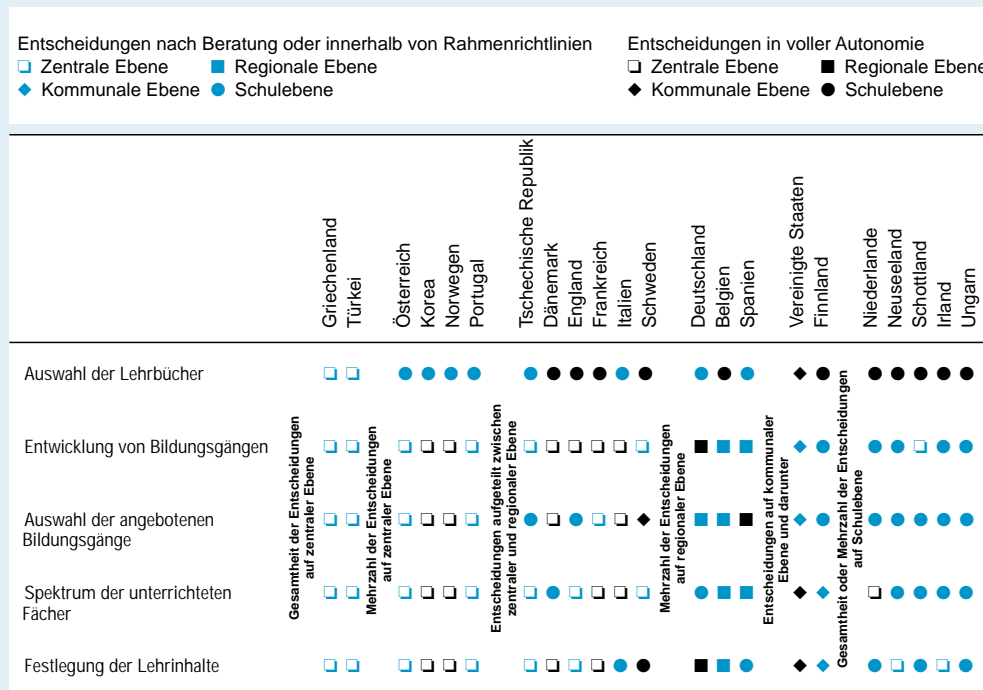 Entscheidungen nach Beratung oder innerhalb von Rahmenrichtlinien
Zentrale Ebene Regionale Ebene
Kommunale Ebene Schulebene
Entscheidungen in voller Autonomie
Zentrale Ebene Regionale Ebene
Kommunale Ebene Schulebene
Griechenland
Türkei
Österreich
Korea
Norwegen
Portugal
Tschechische Republik
Dänemark
England
Frankreich
Italien
Schweden
Deutschland
Belgien
Spanien
Vereinigte Staaten
Finnland
Niederlande
Neuseeland
Schottland
Irland
Ungarn
Auswahl der Lehrbücher
Entwicklung von Bildungsgängen
Auswahl der angebotenen
Bildungsgänge
Spektrum der unterrichteten
Fächer
Festlegung der Lehrinhalte
Gesamtheit der Entscheidungen
auf zentraler Ebene
Mehrzahl der Entscheidungen
auf zentraler Ebene
Entscheidungen aufgeteilt zwischen
zentraler und regionaler Ebene
Mehrzahl der Entscheidungen
auf regionaler Ebene
Entscheidungen auf kommunaler
Ebene und darunter
Gesamtheit oder Mehrzahl der Entscheidungen
auf Schulebene